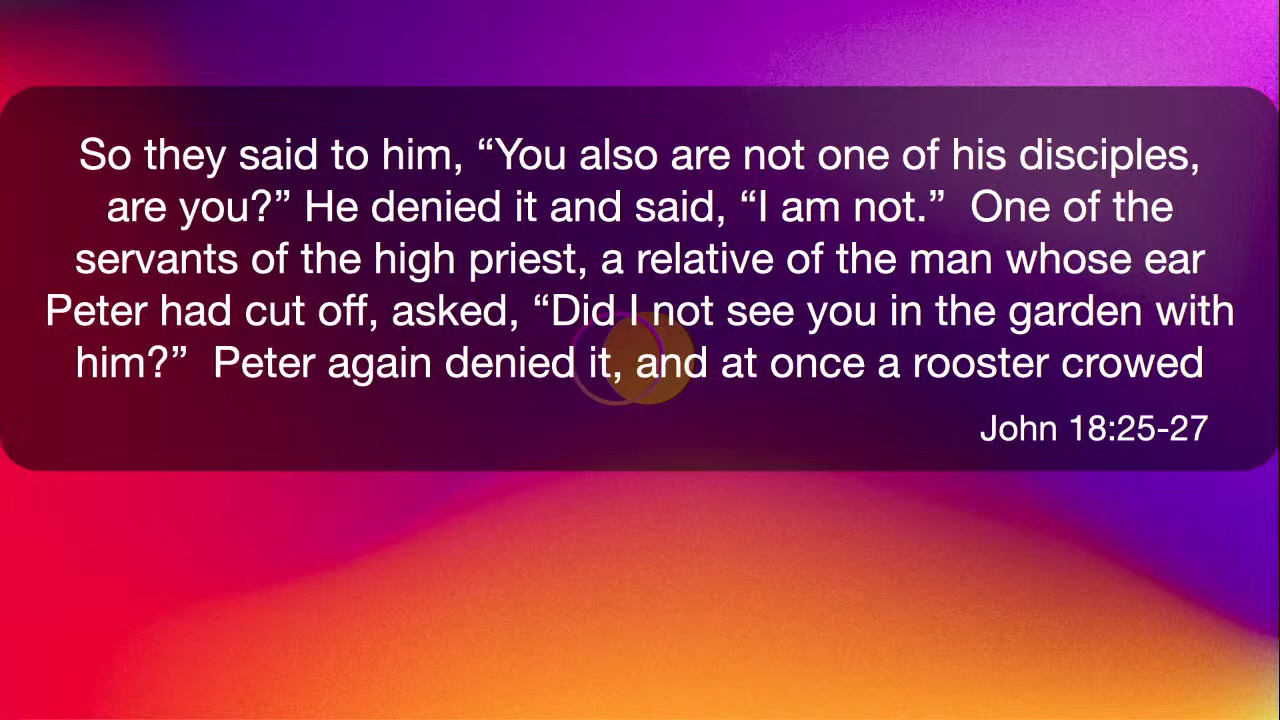 So they said to him, “You also are not one of his disciples,
are you?” He denied it and said, “I am not.”  One of the
servants of the high priest, a relative of the man whose ear
Peter had cut off, asked, “Did I not see you in the garden with
him?”  Peter again denied it, and at once a rooster crowed
John 18:25-27